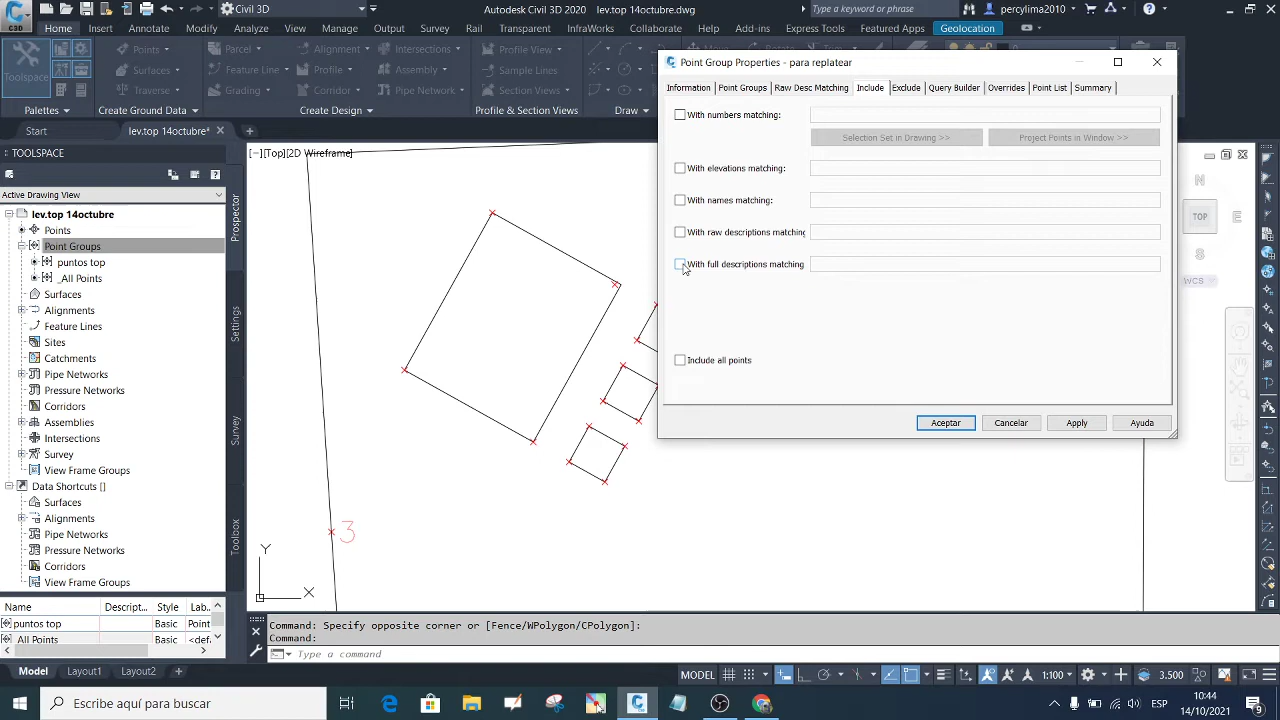 C3D
Civil 3D
Autodesk Civil 3D 2020   lev.top 14octubre.dwg
Type a keyword or phrase
percylima2010
Home
Insert
Annotate
Modify
Analyze
View
Manage
Output
Survey
Rail
Transparent
InfraWorks
Collaborate
Help
Add-ins
Express Tools
Featured Apps
Geolocation
Toolspace
Points
Surfaces
Traverse
Parcel
Feature Line
Grading
Alignment
Profile
Corridor
Intersections
Assembly
Pipe Network
Profile View
Sample Lines
Section Views
Move
Rotate
Trim
Palettes
Create Ground Data
Create Design
Profile & Section Views
Draw
Start
lev.top 14octubre*
TOOLSPACE
Active Drawing View
lev.top 14octubre
Points
Point Groups
puntos top
_All Points
Surfaces
Alignments
Feature Lines
Sites
Catchments
Pipe Networks
Pressure Networks
Corridors
Assemblies
Intersections
Survey
View Frame Groups
Data Shortcuts []
Surfaces
Alignments
Pipe Networks
Pressure Networks
Corridors
View Frame Groups
Name
Descript...
Style
Lab
puntos top
Basic
Point
All Points
Basic
<def
Prospector
Settings
Survey
Toolbox
[−][Top][2D Wireframe]
3
Y
X
N
TOP
E
S
WCS
Point Group Properties - para replatear
Information
Point Groups
Raw Desc Matching
Include
Exclude
Query Builder
Overrides
Point List
Summary
With numbers matching:
Selection Set in Drawing >>
Project Points in Window >>
With elevations matching:
With names matching:
With raw descriptions matching
With full descriptions matching
Include all points
Aceptar
Cancelar
Apply
Ayuda
Command: Specify opposite corner or [Fence/WPolygon/CPolygon]:
Command:
Type a command
Model
Layout1
Layout2
MODEL
1:100
3.500
Escribe aquí para buscar
ESP
10:44
14/10/2021